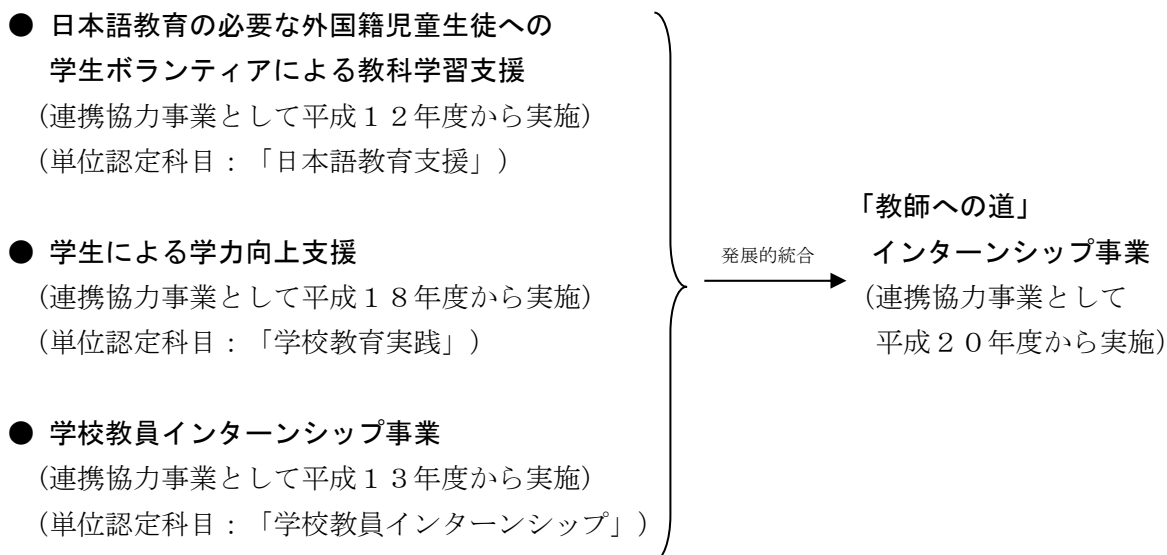 ● 日本語教育の必要な外国籍児童生徒への
学生ボランティアによる教科学習支援
(連携協力事業として平成１２年度から実施)
(単位認定科目：「日本語教育支援」)
● 学生による学力向上支援
(連携協力事業として平成１８年度から実施)
(単位認定科目：「学校教育実践」)
● 学校教員インターンシップ事業
(連携協力事業として平成１３年度から実施)
(単位認定科目：「学校教員インターンシップ」)
発展的統合
「教師への道」
インターンシップ事業
(連携協力事業として
平成２０年度から実施)